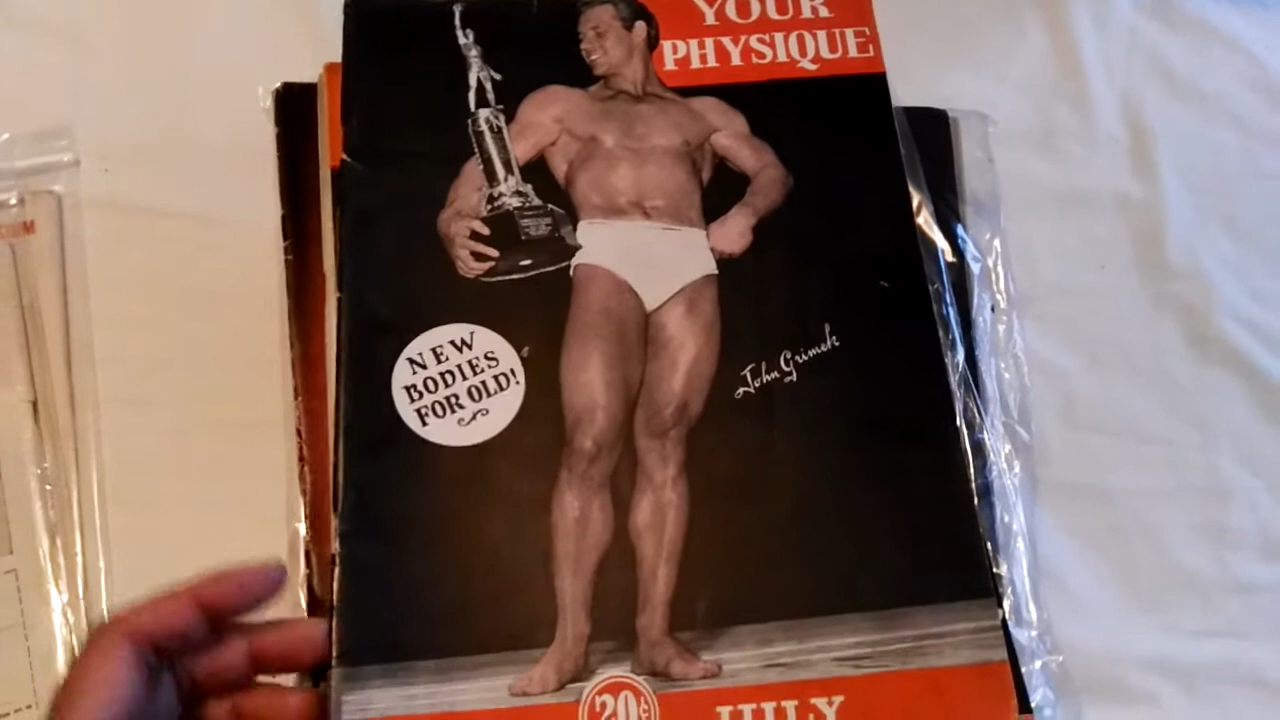 YOUR
PHYSIQUE
NEW
BODIES
FOR OLD!
John Grimek
20¢
JULY